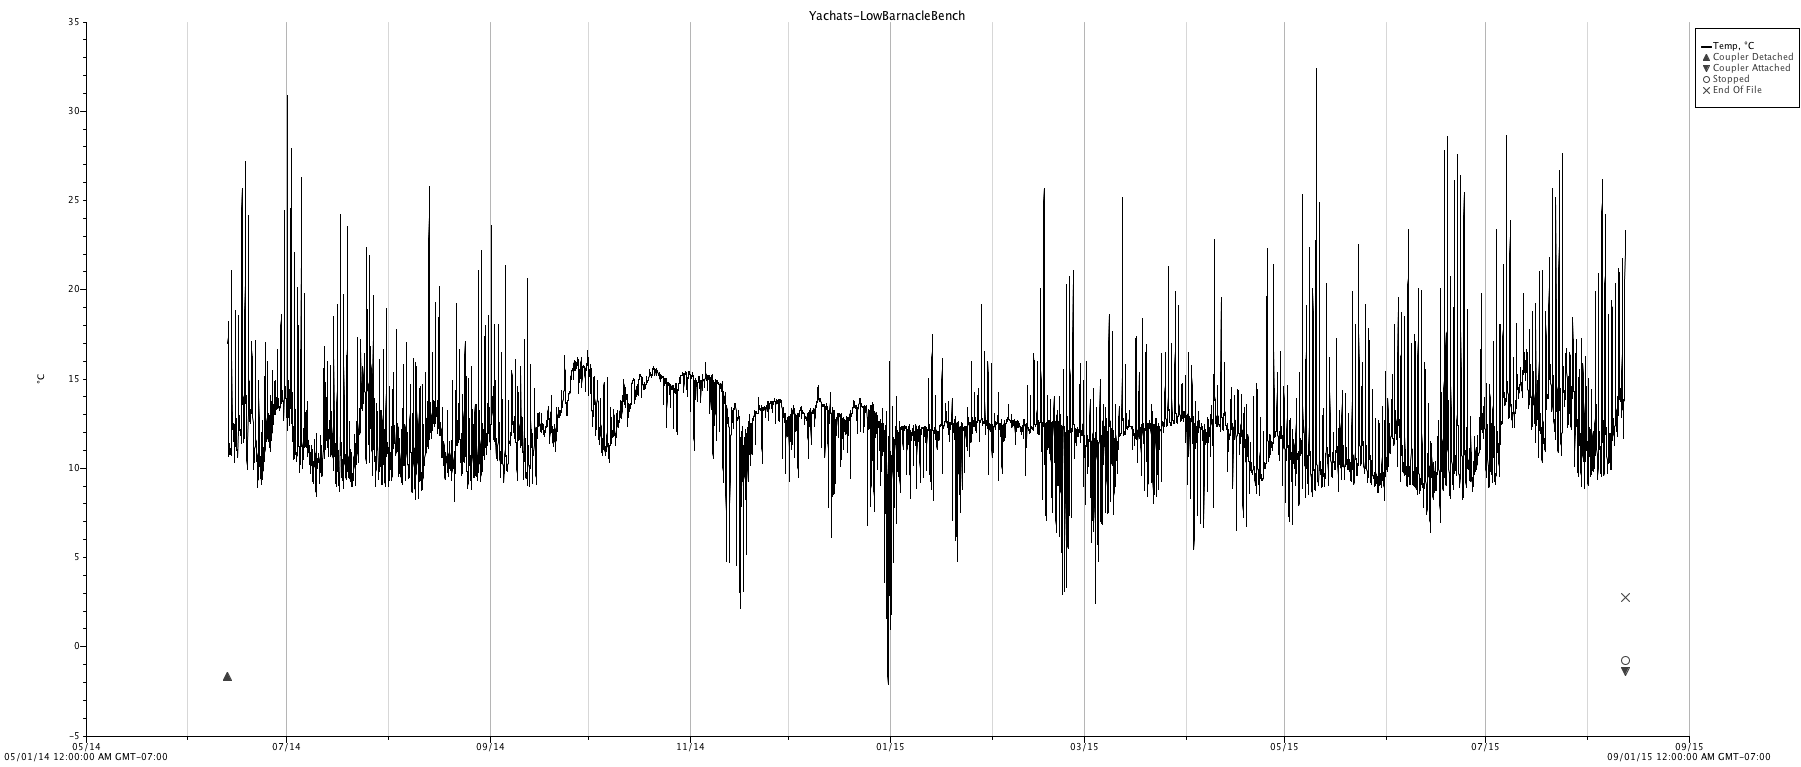 Yachats-LowBarnacleBench
Temp, °C
Coupler Detached
Coupler Attached
Stopped
End Of File
°C
35
30
25
20
15
10
5
0
-5
05/14 07/14 09/14 11/14 01/15 03/15 05/15 07/15 09/15
05/01/14 12:00:00 AM GMT-07:00 09/01/15 12:00:00 AM GMT-07:00